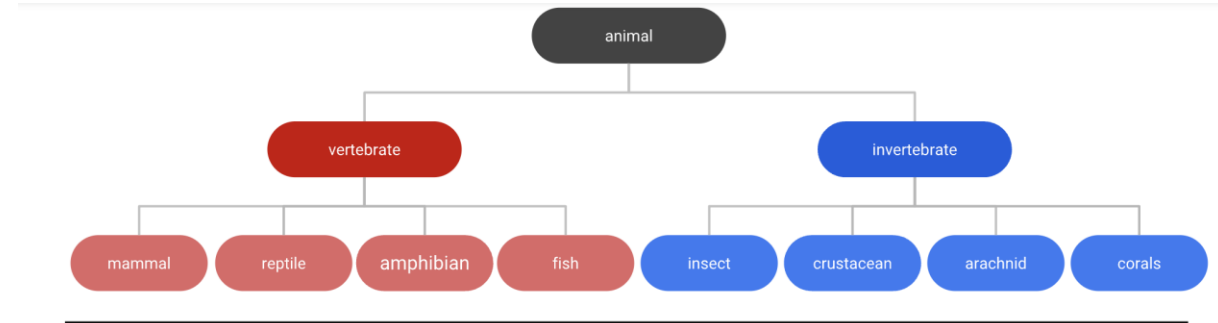 animal
vertebrate invertebrate
mammal reptile amphibian fish insect crustacean arachnid corals